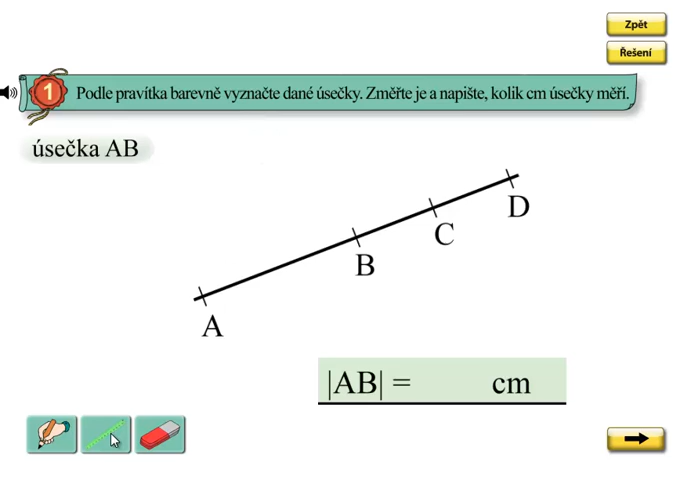 Zpět
Řešení
1 Podle pravítka barevně vyznačte dané úsečky. Změřte je a napište, kolik cm úsečky měří.
úsečka AB
D
C
B
A
|AB| = cm